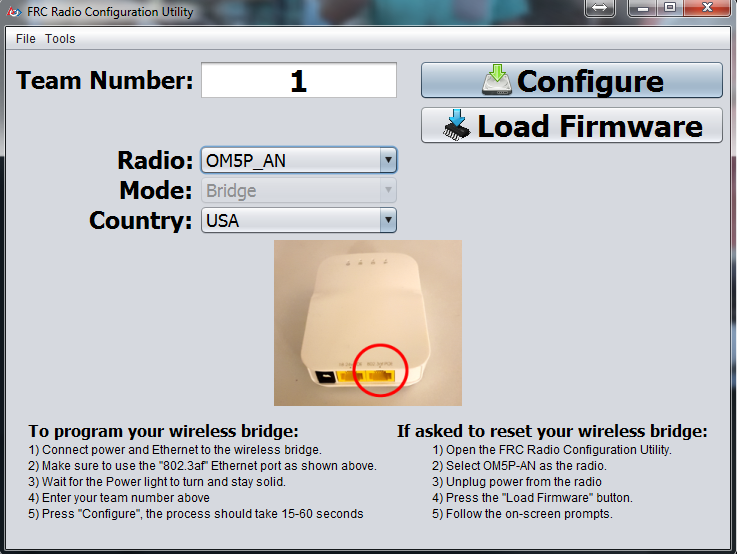 FRC Radio Configuration Utility
File Tools
Team Number: 1
Configure
Load Firmware
Radio: OM5P_AN
Mode: Bridge
Country: USA
To program your wireless bridge:
1) Connect power and Ethernet to the wireless bridge.
2) Make sure to use the "802.3af" Ethernet port as shown above.
3) Wait for the Power light to turn and stay solid.
4) Enter your team number above
5) Press "Configure", the process should take 15-60 seconds
If asked to reset your wireless bridge:
1) Open the FRC Radio Configuration Utility.
2) Select OM5P-AN as the radio.
3) Unplug power from the radio
4) Press the "Load Firmware" button.
5) Follow the on-screen prompts.